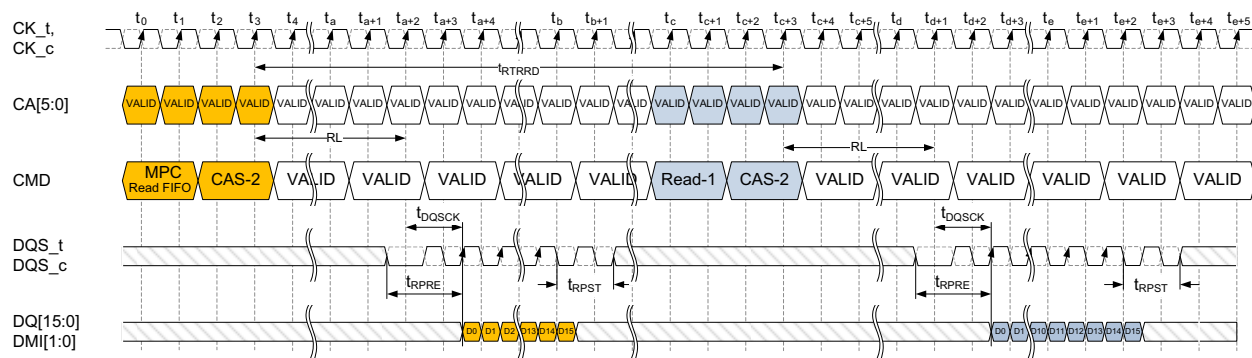 t0 t1 t2 t3 t4 ta ta+1 ta+2 ta+3 ta+4 tb tb+1 tc tc+1 tc+2 tc+3 tc+4 tc+5 td td+1 td+2 td+3 te te+1 te+2 te+3 te+4 te+5
CK_t,
CK_c
tRTRRD
CA[5:0] VALID VALID VALID VALID VALID VALID VALID VALID VALID VALID VALID VALID VALID VALID VALID VALID VALID VALID VALID VALID VALID VALID VALID VALID VALID VALID VALID VALID VALID VALID
RL RL
CMD MPC Read FIFO CAS-2 VALID VALID VALID VALID VALID Read-1 CAS-2 VALID VALID VALID VALID VALID VALID
tDQSCK tDQSCK
DQS_t
DQS_c
tRPRE tRPST tRPRE tRPST
DQ[15:0] D0 D1 D2 D13 D14 D15 D0 D1 D10 D11 D12 D13 D14 D15
DMI[1:0]